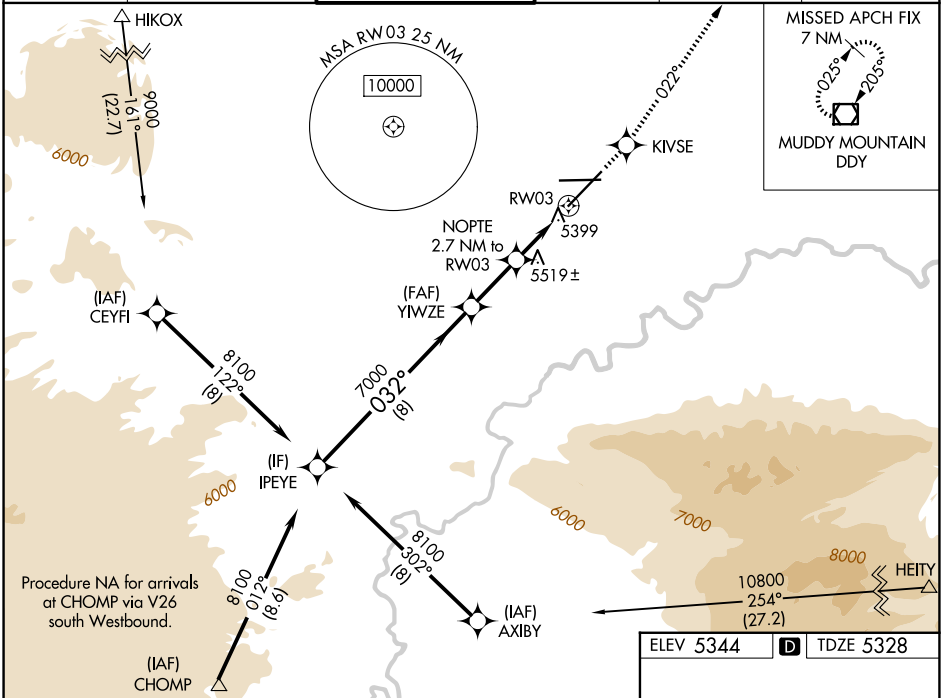 HIKOX
9000
161°
(22.7)
6000
MSA RW03 25 NM
10000
022°
MISSED APCH FIX
7 NM
025°
205°
MUDDY MOUNTAIN
DDY
KIVSE
RW03
5399
NOPTE
2.7 NM to
RW03
5519±
(FAF)
YIWZE
(IAF)
CEYFI
8100
122°
(8)
7000
032°
(8)
(IF)
IPEYE
6000
8100
302°
(8)
(IAF)
AXIBY
8100
012°
(8.6)
(IAF)
CHOMP
Procedure NA for arrivals
at CHOMP via V26
south Westbound.
6000
7000
8000
HEITY
10800
254°
(27.2)
ELEV 5344
D
TDZE 5328